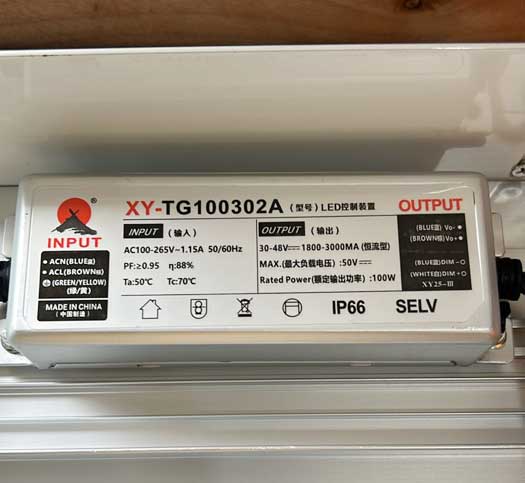 ®
XY-TG100302A (型号) LED控制装置
OUTPUT
INPUT
INPUT (输入)
AC100-265V~1.15A 50/60Hz
PF:≥0.95 η:88%
Ta:50℃ Tc:70℃
OUTPUT (输出)
30-48V⎓1800-3000MA (恒流型)
MAX.(最大负载电压):50V⎓
Rated Power(额定输出功率):100W
(BLUE蓝) Vo-
(BROWN棕) Vo+
(BLUE蓝) DIM-
(WHITE白) DIM+
XY25-III
ACN(BLUE蓝)
ACL(BROWN棕)
(GREEN/YELLOW)
(绿/黄)
MADE IN CHINA
(中国制造)
IP66
SELV